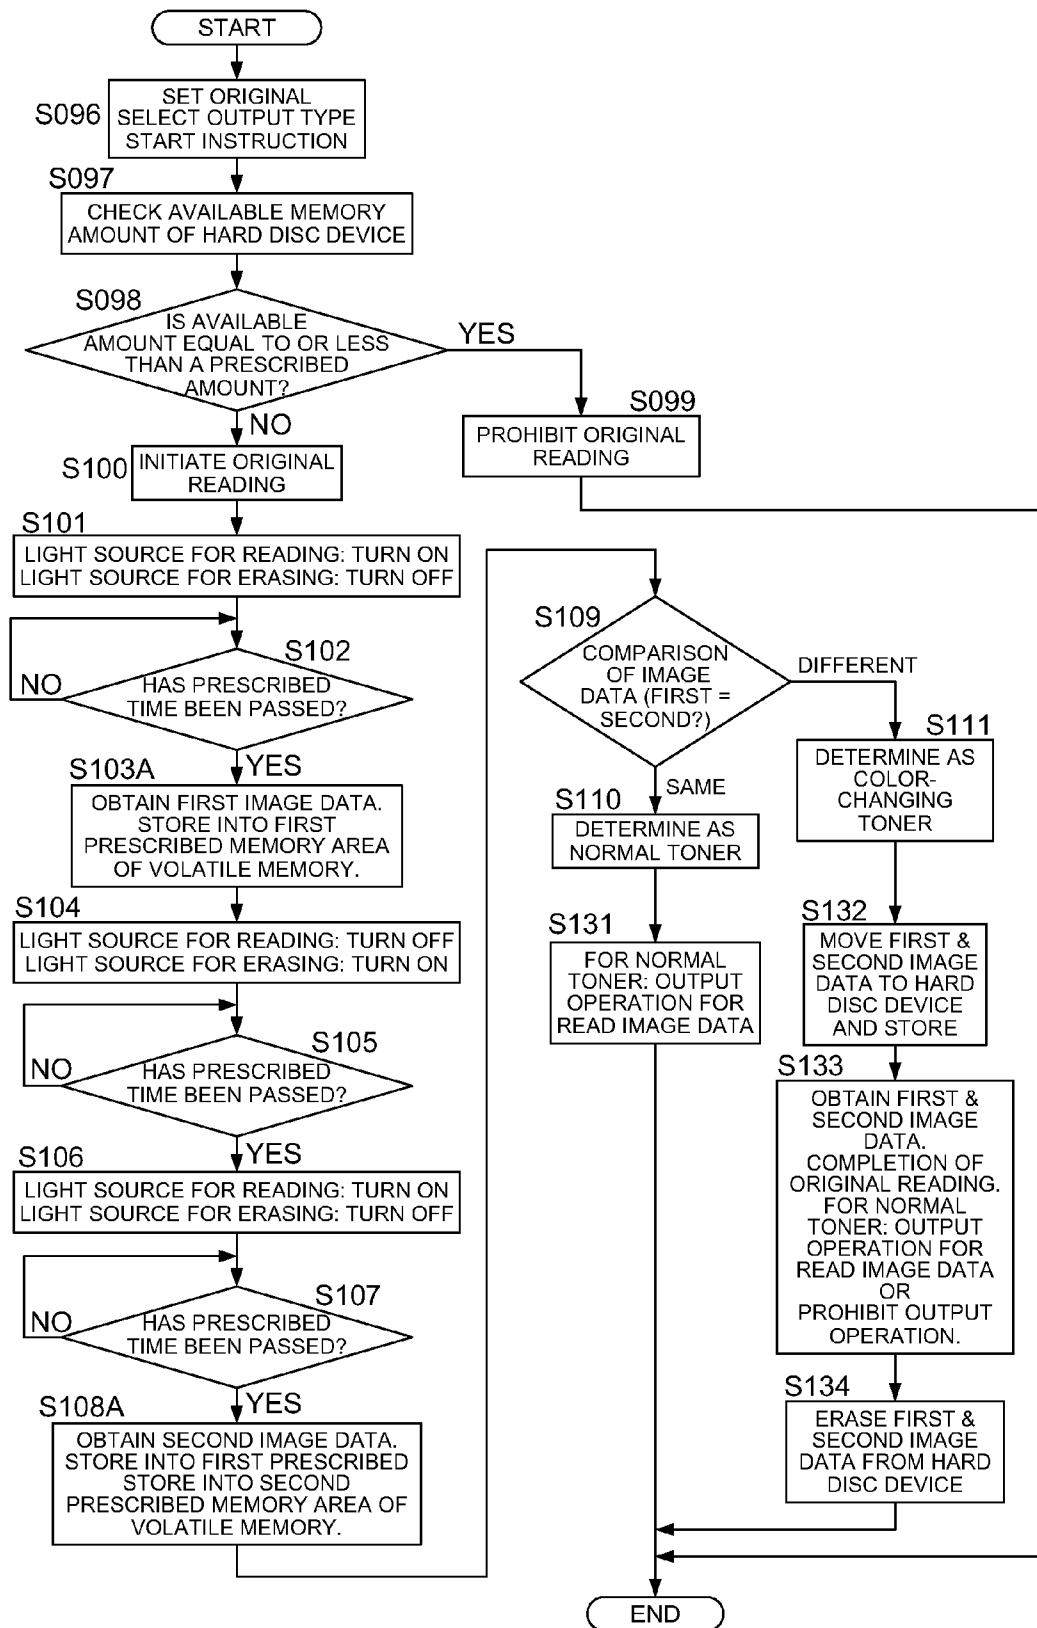 START
S096
SET ORIGINAL
SELECT OUTPUT TYPE
START INSTRUCTION
S097
CHECK AVAILABLE MEMORY
AMOUNT OF HARD DISC DEVICE
S098
IS AVAILABLE
AMOUNT EQUAL TO OR LESS
THAN A PRESCRIBED
AMOUNT?
YES
NO
S099
PROHIBIT ORIGINAL
READING
S100
INITIATE ORIGINAL
READING
S101
LIGHT SOURCE FOR READING: TURN ON
LIGHT SOURCE FOR ERASING: TURN OFF
S102
HAS PRESCRIBED
TIME BEEN PASSED?
NO
YES
S103A
OBTAIN FIRST IMAGE DATA.
STORE INTO FIRST
PRESCRIBED MEMORY AREA
OF VOLATILE MEMORY.
S104
LIGHT SOURCE FOR READING: TURN OFF
LIGHT SOURCE FOR ERASING: TURN ON
S105
HAS PRESCRIBED
TIME BEEN PASSED?
NO
YES
S106
LIGHT SOURCE FOR READING: TURN ON
LIGHT SOURCE FOR ERASING: TURN OFF
S107
HAS PRESCRIBED
TIME BEEN PASSED?
NO
YES
S108A
OBTAIN SECOND IMAGE DATA.
STORE INTO FIRST PRESCRIBED
STORE INTO SECOND
PRESCRIBED MEMORY AREA OF
VOLATILE MEMORY.
S109
COMPARISON
OF IMAGE
DATA (FIRST =
SECOND?)
DIFFERENT
SAME
S110
DETERMINE AS
NORMAL TONER
S131
FOR NORMAL
TONER: OUTPUT
OPERATION FOR
READ IMAGE DATA
S111
DETERMINE AS
COLOR-
CHANGING
TONER
S132
MOVE FIRST &
SECOND IMAGE
DATA TO HARD
DISC DEVICE
AND STORE
S133
OBTAIN FIRST &
SECOND IMAGE
DATA.
COMPLETION OF
ORIGINAL READING.
FOR NORMAL
TONER: OUTPUT
OPERATION FOR
READ IMAGE DATA
OR
PROHIBIT OUTPUT
OPERATION.
S134
ERASE FIRST &
SECOND IMAGE
DATA FROM HARD
DISC DEVICE
END